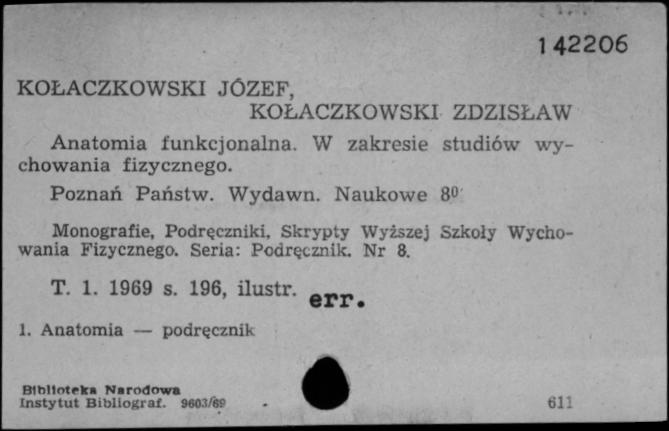 142206
KOŁACZKOWSKI JÓZEF,
KOŁACZKOWSKI ZDZISŁAW
Anatomia funkcjonalna. W zakresie studiów wy-
chowania fizycznego.
Poznań Państw. Wydawn. Naukowe 8⁰
Monografie, Podręczniki, Skrypty Wyższej Szkoły Wycho-
wania Fizycznego. Seria: Podręcznik. Nr 8.
T. 1. 1969 s. 196, ilustr. err.
1. Anatomia — podręcznik
Biblioteka Narodowa
Instytut Bibliograf. 9603/69 611